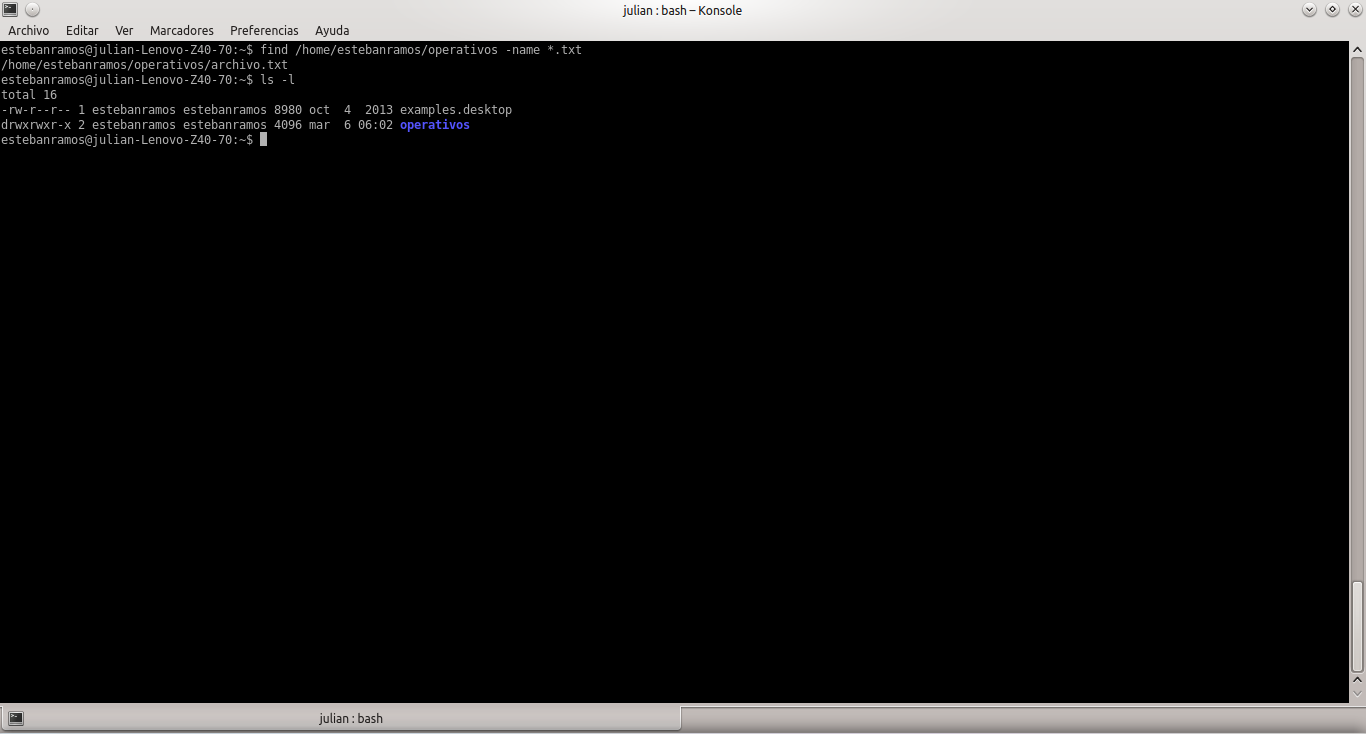 julian : bash – Konsole
Archivo Editar Ver Marcadores Preferencias Ayuda
estebanramos@julian-Lenovo-Z40-70:~$ find /home/estebanramos/operativos -name *.txt
/home/estebanramos/operativos/archivo.txt
estebanramos@julian-Lenovo-Z40-70:~$ ls -l
total 16
-rw-r--r-- 1 estebanramos estebanramos 8980 oct  4  2013 examples.desktop
drwxrwxr-x 2 estebanramos estebanramos 4096 mar  6 06:02 operativos
estebanramos@julian-Lenovo-Z40-70:~$
julian : bash